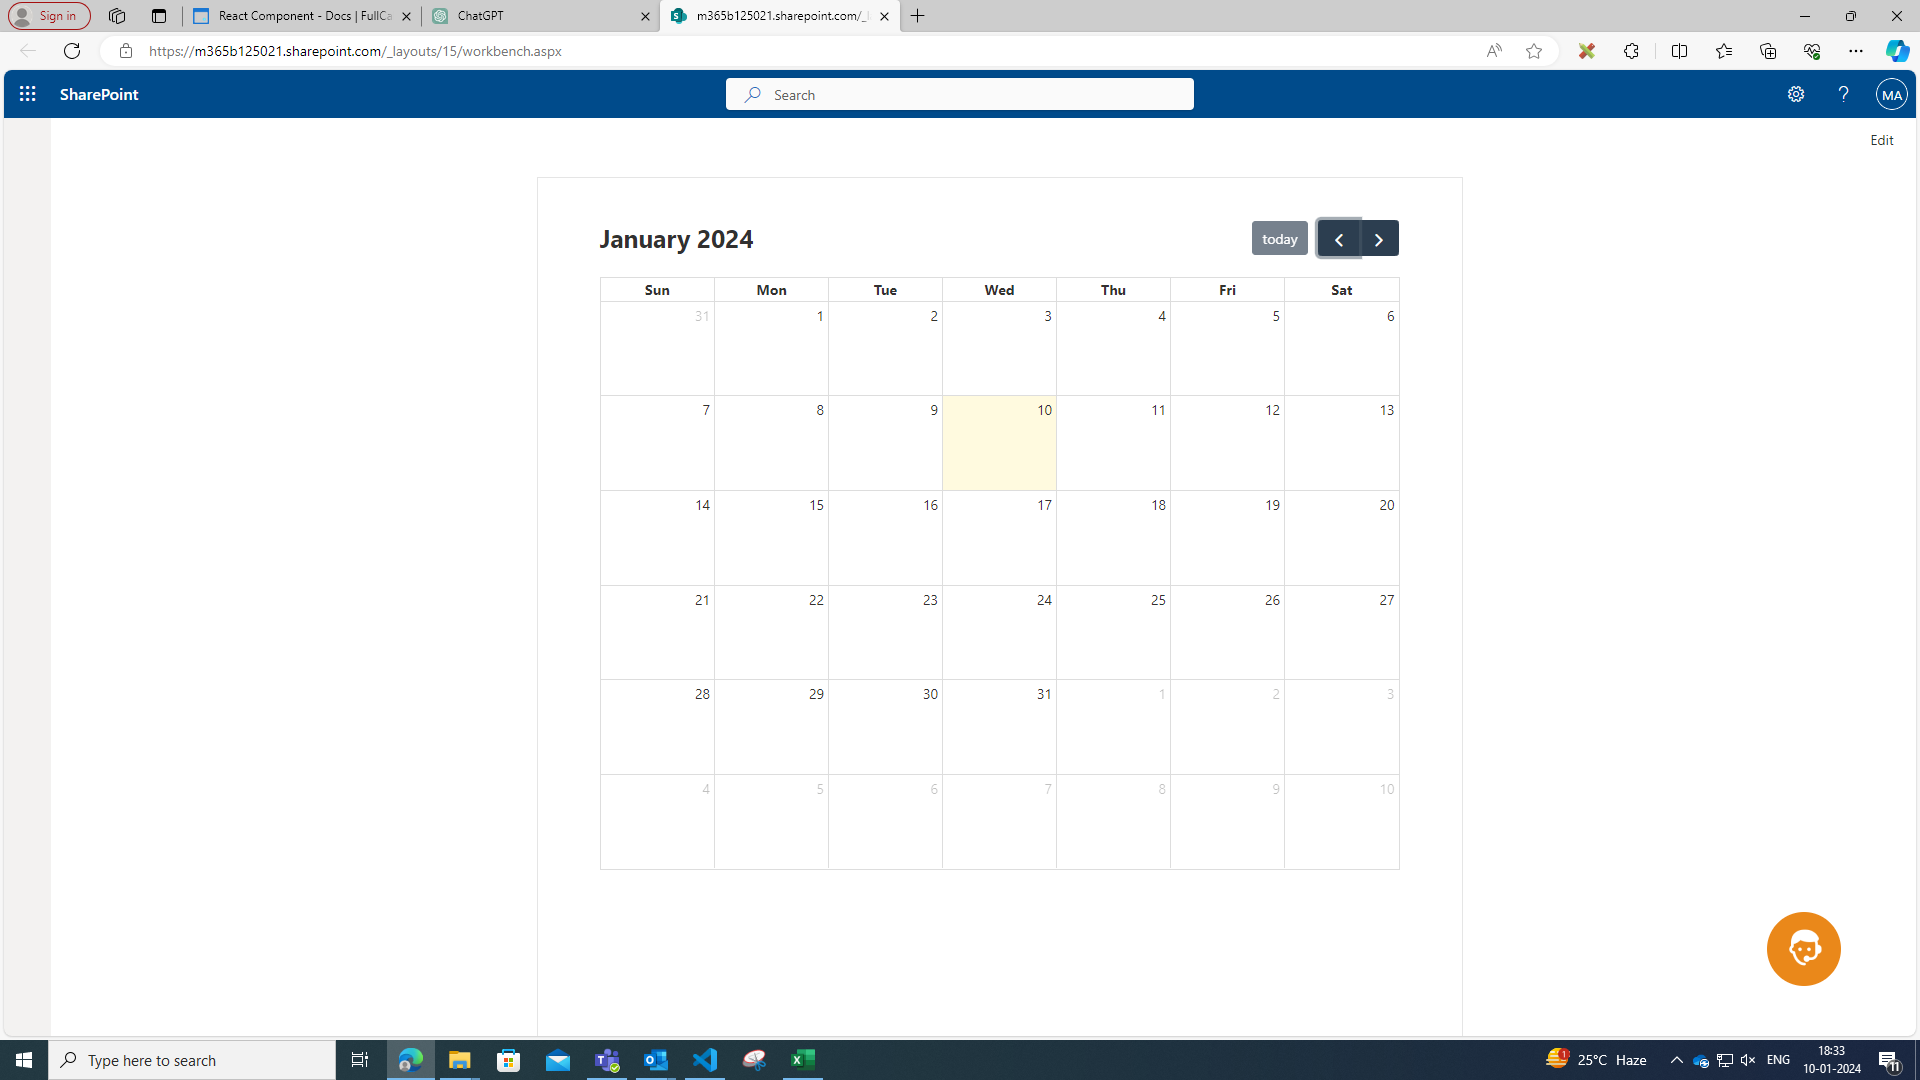 Sign in
React Component - Docs | FullCa
ChatGPT
m365b125021.sharepoint.com/_l
https://m365b125021.sharepoint.com/_layouts/15/workbench.aspx
SharePoint
Search
MA
Edit
January 2024
today
Sun Mon Tue Wed Thu Fri Sat
31 1 2 3 4 5 6
7 8 9 10 11 12 13
14 15 16 17 18 19 20
21 22 23 24 25 26 27
28 29 30 31 1 2 3
4 5 6 7 8 9 10
Type here to search
1
25°C Haze
ENG
18:33
10-01-2024
11